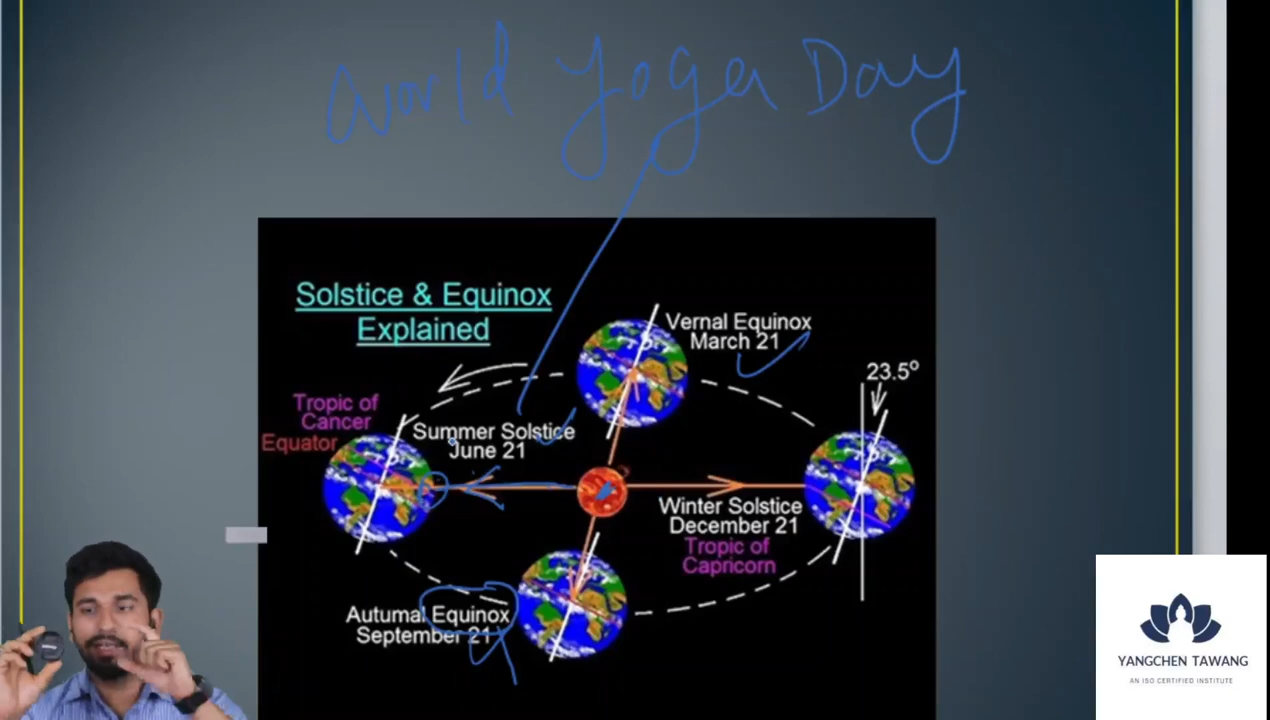 World Yoga Day
Solstice & Equinox
Explained
Vernal Equinox
March 21
23.5°
Tropic of
Cancer
Equator
Summer Solstice
June 21
Winter Solstice
December 21
Tropic of
Capricorn
Autumal Equinox
September 21
YANGCHEN TAWANG
AN ISO CERTIFIED INSTITUTE